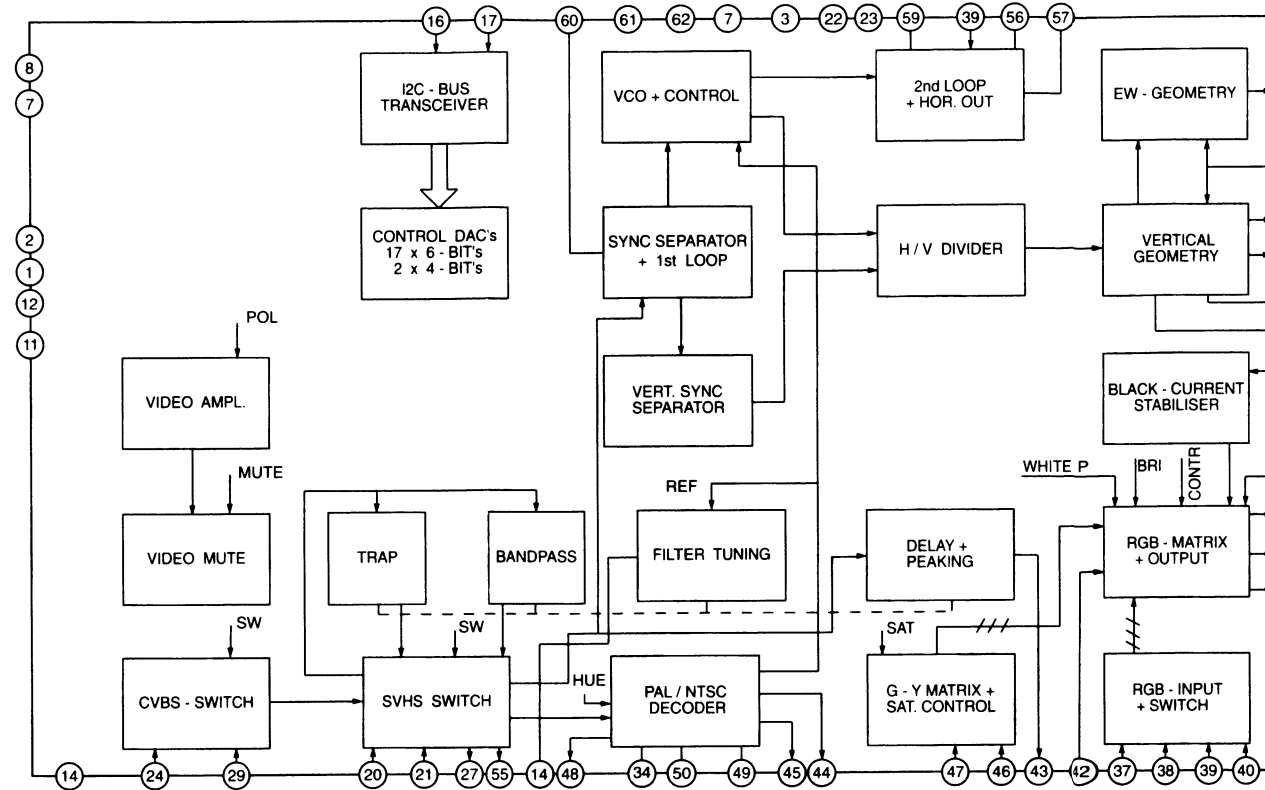 16 17 60 61 62 7 3 22 23 59 39 56 57
8
7
I2C - BUS
TRANSCEIVER
VCO + CONTROL
2nd LOOP
+ HOR. OUT
EW - GEOMETRY
2
1
12
11
CONTROL DAC's
17 x 6 - BIT's
2 x 4 - BIT's
SYNC SEPARATOR
+ 1st LOOP
H / V DIVIDER
VERTICAL
GEOMETRY
POL
VIDEO AMPL.
VERT. SYNC
SEPARATOR
BLACK - CURRENT
STABILISER
MUTE
REF
WHITE P
BRI
CONTR
VIDEO MUTE
TRAP
BANDPASS
FILTER TUNING
DELAY +
PEAKING
RGB - MATRIX
+ OUTPUT
SW
SW
SAT
HUE
CVBS - SWITCH
SVHS SWITCH
PAL / NTSC
DECODER
G - Y MATRIX +
SAT. CONTROL
RGB - INPUT
+ SWITCH
14 24 29 20 21 27 55 14 48 34 50 49 45 44 47 46 43 42 37 38 39 40